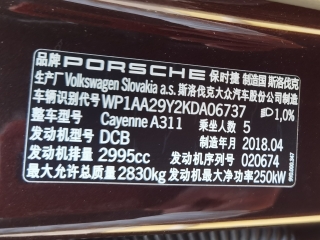 品牌 PORSCHE 保时捷 制造国 斯洛伐克
生产厂 Volkswagen Slovakia a.s. 斯洛伐克大众汽车股份公司制造
车辆识别代号 WP1AA29Y2KDA06737 1,0%
整车型号 Cayenne A311 乘坐人数 5
发动机型号 DCB 制造年月 2018.04
发动机排量 2995cc 发动机序列号 020674
最大允许总质量 2830kg 发动机最大净功率 250kW